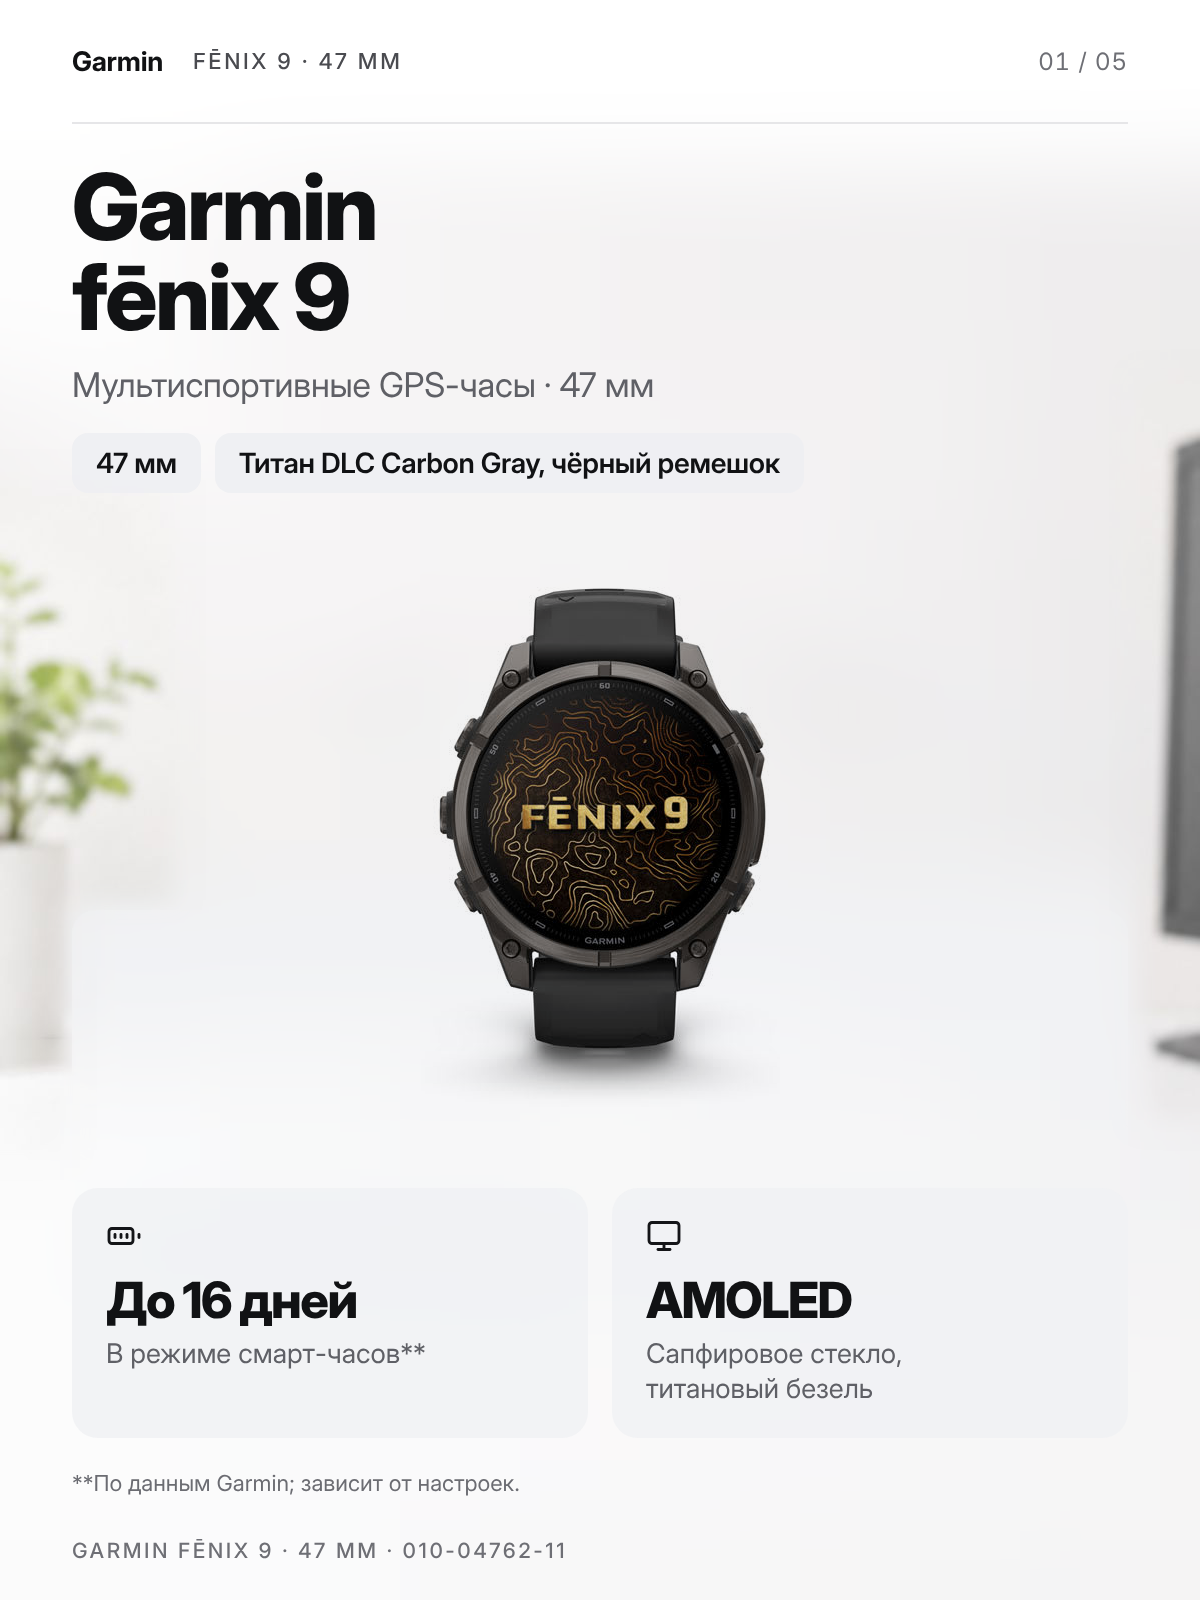 Garmin FĒNIX 9 · 47 ММ 01 / 05
Garmin
fēnix 9
Мультиспортивные GPS-часы · 47 мм
47 мм
Титан DLC Carbon Gray, чёрный ремешок
60
50
FĒNIX 9
40
20
GARMIN
До 16 дней
В режиме смарт-часов**
AMOLED
Сапфировое стекло,
титановый безель
**По данным Garmin; зависит от настроек.
GARMIN FĒNIX 9 · 47 ММ · 010-04762-11